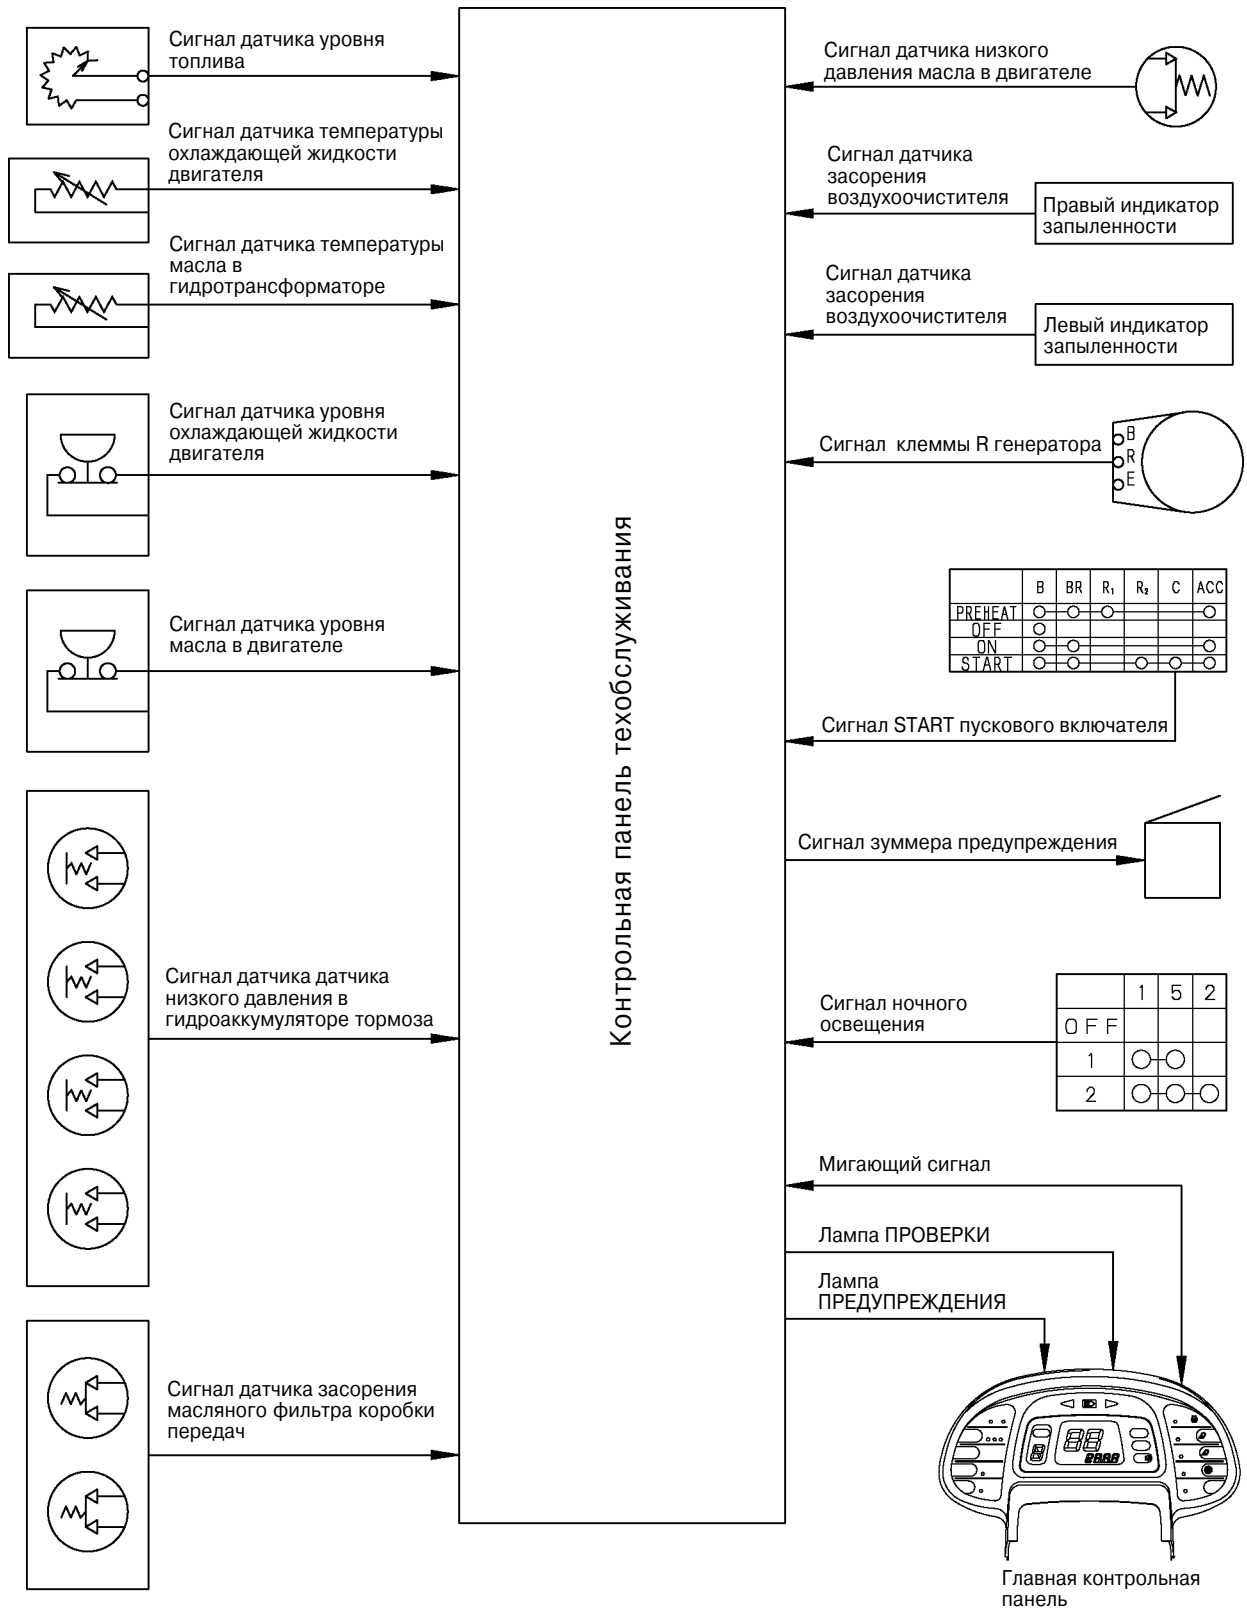 Сигнал датчика уровня
топлива
Сигнал датчика температуры
охлаждающей жидкости
двигателя
Сигнал датчика температуры
масла в
гидротрансформаторе
Сигнал датчика уровня
охлаждающей жидкости
двигателя
Сигнал датчика уровня
масла в двигателе
Сигнал датчика датчика
низкого давления в
гидроаккумуляторе тормоза
Сигнал датчика засорения
масляного фильтра коробки
передач
Контрольная панель техобслуживания
Сигнал датчика низкого
давления масла в двигателе
Сигнал датчика
засорения
воздухоочистителя
Правый индикатор
запыленности
Сигнал датчика
засорения
воздухоочистителя
Левый индикатор
запыленности
Сигнал клеммы R генератора
B
R
E
B BR R₁ R₂ C ACC
PREHEAT
OFF
ON
START
Сигнал START пускового включателя
Сигнал зуммера предупреждения
Сигнал ночного
освещения
1 5 2
OFF
1
2
Мигающий сигнал
Лампа ПРОВЕРКИ
Лампа
ПРЕДУПРЕЖДЕНИЯ
Главная контрольная
панель